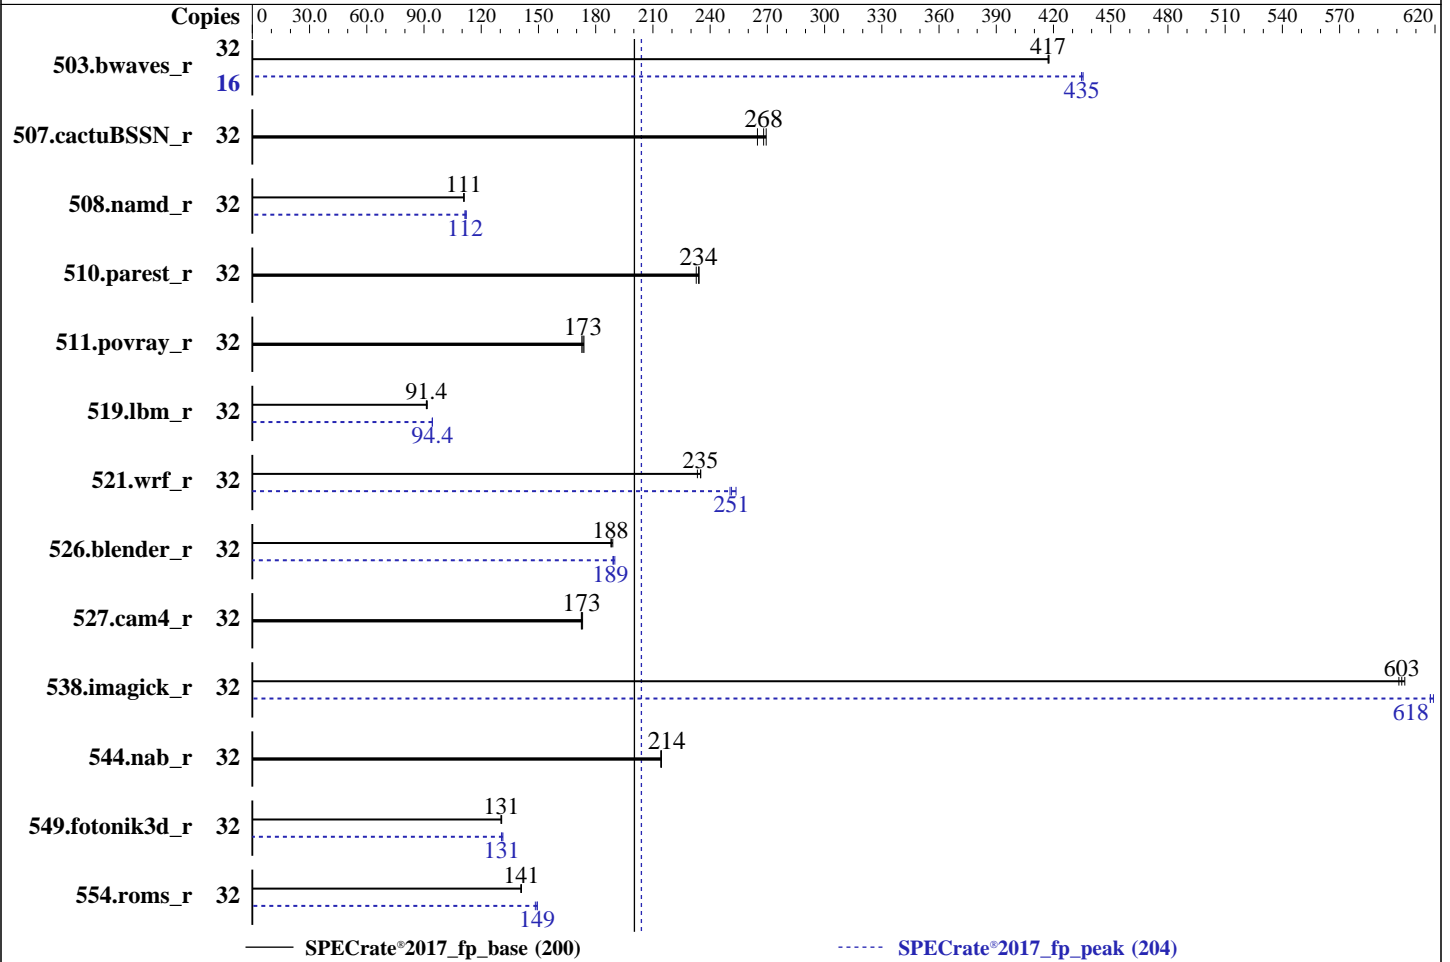 Copies 0 30.0 60.0 90.0 120 150 180 210 240 270 300 330 360 390 420 450 480 510 540 570 620
503.bwaves_r 32 417
16 435
507.cactuBSSN_r 32 268
508.namd_r 32 111
112
510.parest_r 32 234
511.povray_r 32 173
519.lbm_r 32 91.4
94.4
521.wrf_r 32 235
251
526.blender_r 32 188
189
527.cam4_r 32 173
538.imagick_r 32 603
618
544.nab_r 32 214
549.fotonik3d_r 32 131
131
554.roms_r 32 141
149
SPECrate®2017_fp_base (200) SPECrate®2017_fp_peak (204)